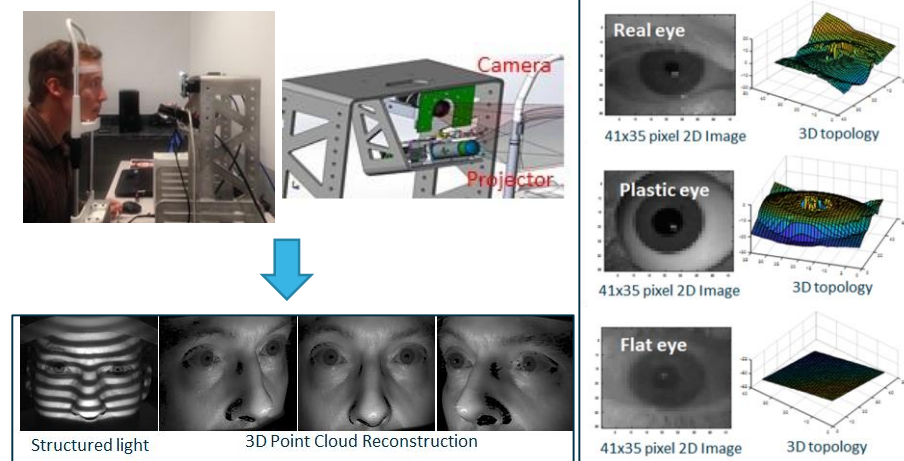 Camera
Projector
Structured light
3D Point Cloud Reconstruction
Real eye
41x35 pixel 2D Image
3D topology
Plastic eye
41x35 pixel 2D Image
3D topology
Flat eye
41x35 pixel 2D Image
3D topology